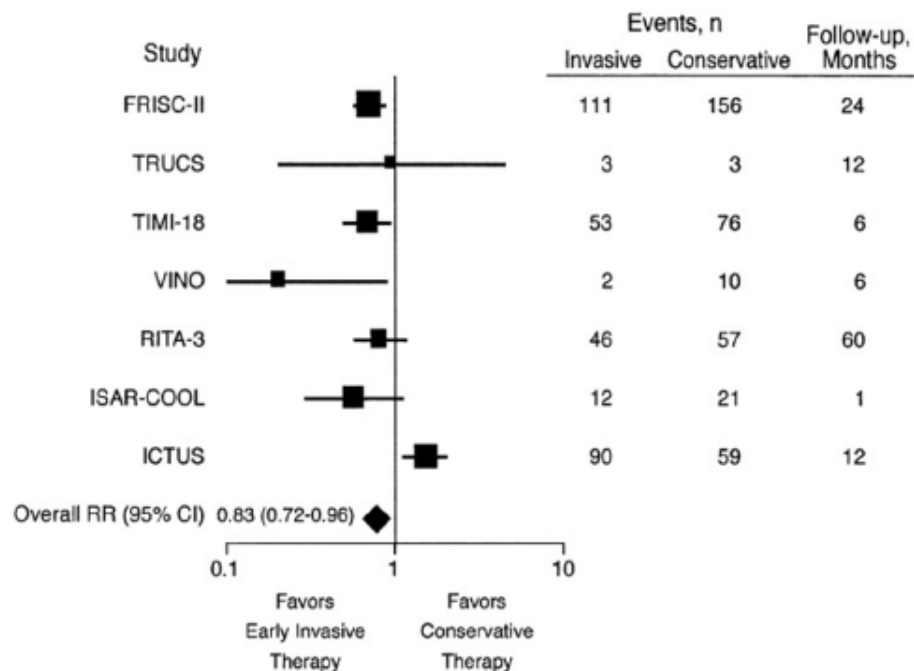 Events, n
Study Invasive Conservative Follow-up, Months
FRISC-II 111 156 24
TRUCS 3 3 12
TIMI-18 53 76 6
VINO 2 10 6
RITA-3 46 57 60
ISAR-COOL 12 21 1
ICTUS 90 59 12
Overall RR (95% CI) 0.83 (0.72-0.96)
0.1 1 10
Favors Favors
Early Invasive Conservative
Therapy Therapy